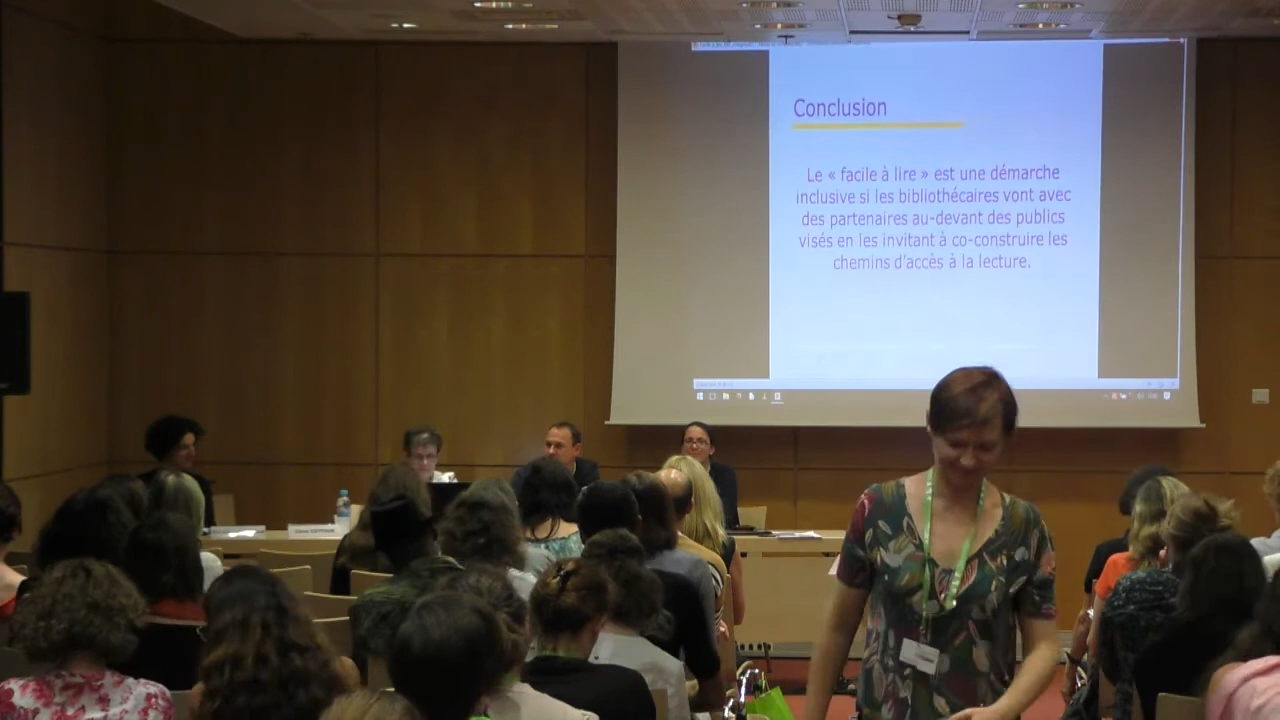 Conclusion
Le « facile à lire » est une démarche
inclusive si les bibliothécaires vont avec
des partenaires au-devant des publics
visés en les invitant à co-construire les
chemins d'accès à la lecture.